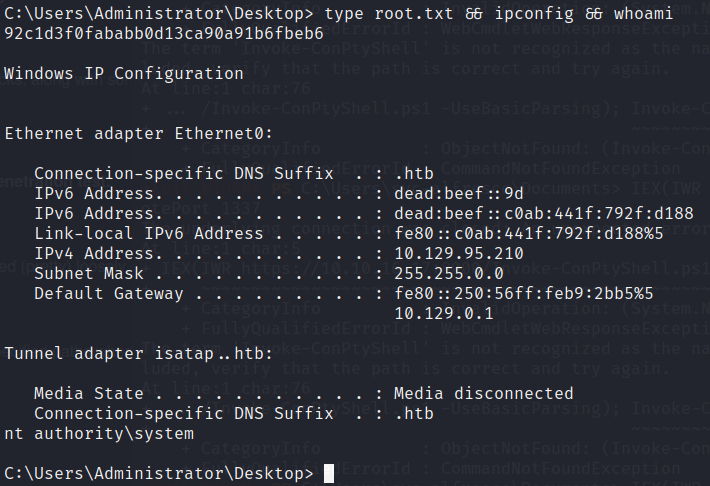 C:\Users\Administrator\Desktop> type root.txt && ipconfig && whoami
92c1d3f0fababb0d13ca90a91b6fbeb6
Windows IP Configuration
Ethernet adapter Ethernet0:
Connection-specific DNS Suffix . : .htb
IPv6 Address. . . . . . . . . . . : dead:beef::9d
IPv6 Address. . . . . . . . . . . : dead:beef::c0ab:441f:792f:d188
Link-local IPv6 Address . . . . . : fe80::c0ab:441f:792f:d188%5
IPv4 Address. . . . . . . . . . . : 10.129.95.210
Subnet Mask . . . . . . . . . . . : 255.255.0.0
Default Gateway . . . . . . . . . : fe80::250:56ff:feb9:2bb5%5
10.129.0.1
Tunnel adapter isatap..htb:
Media State . . . . . . . . . . . : Media disconnected
Connection-specific DNS Suffix . : .htb
nt authority\system
C:\Users\Administrator\Desktop>